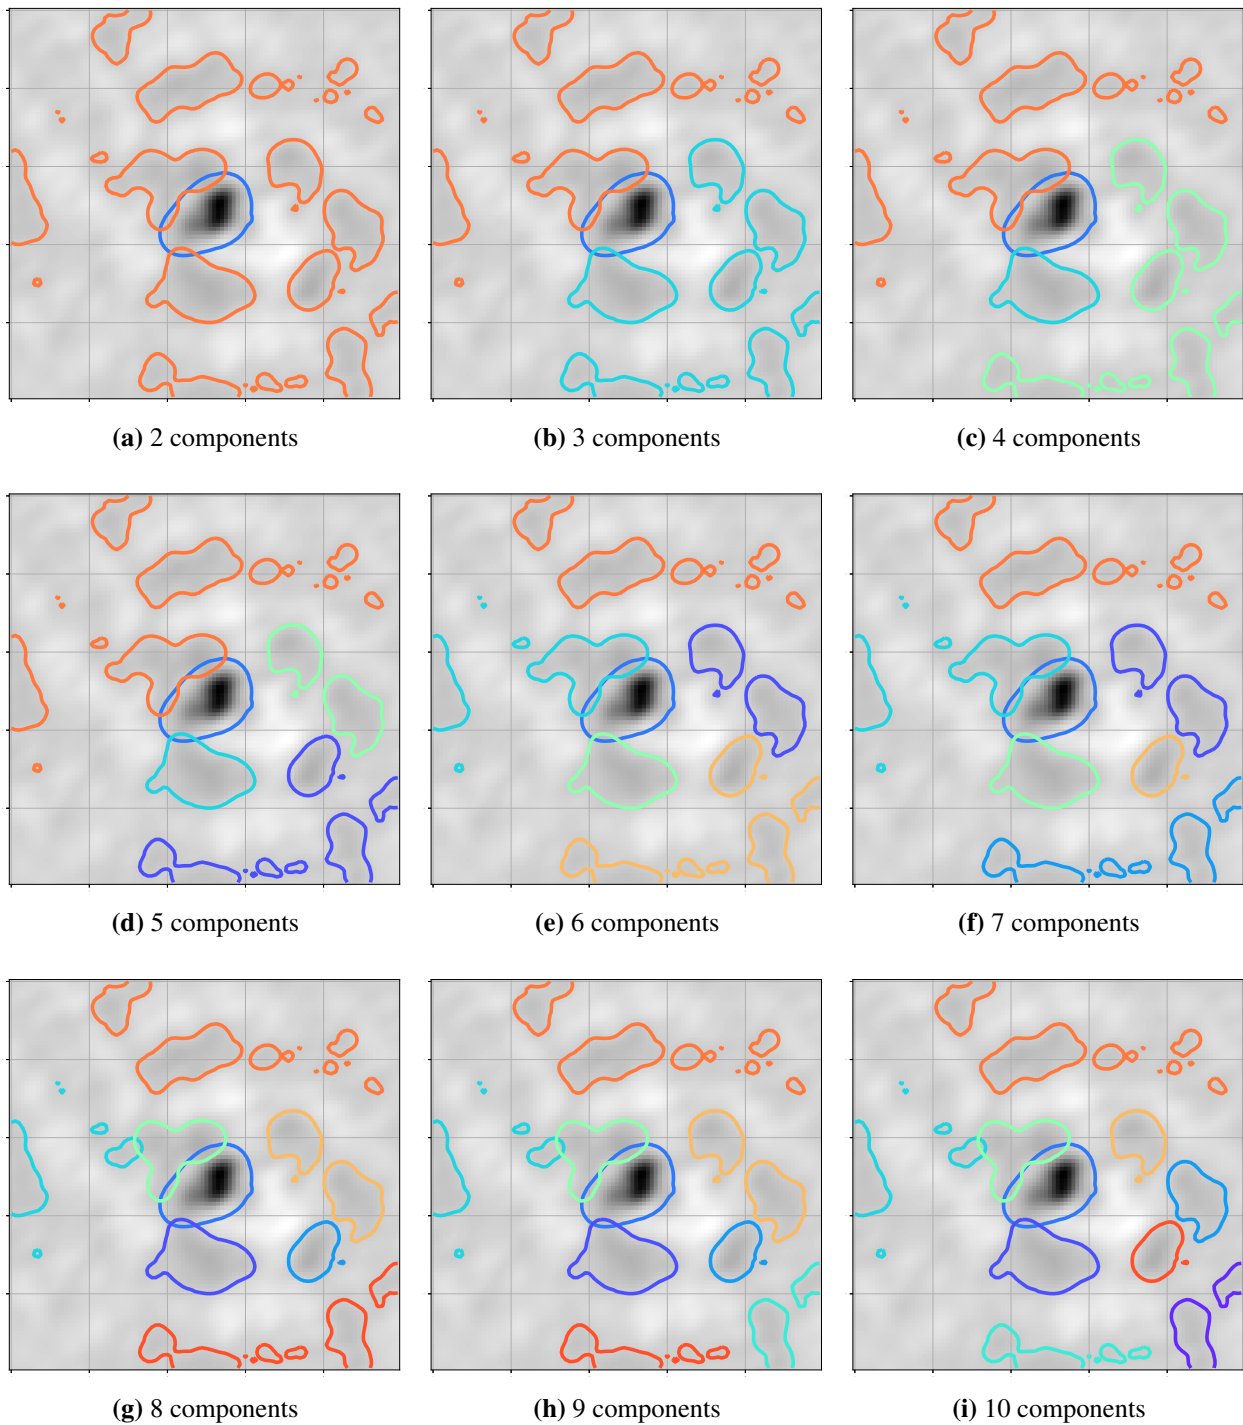 (a) 2 components
(b) 3 components
(c) 4 components
(d) 5 components
(e) 6 components
(f) 7 components
(g) 8 components
(h) 9 components
(i) 10 components